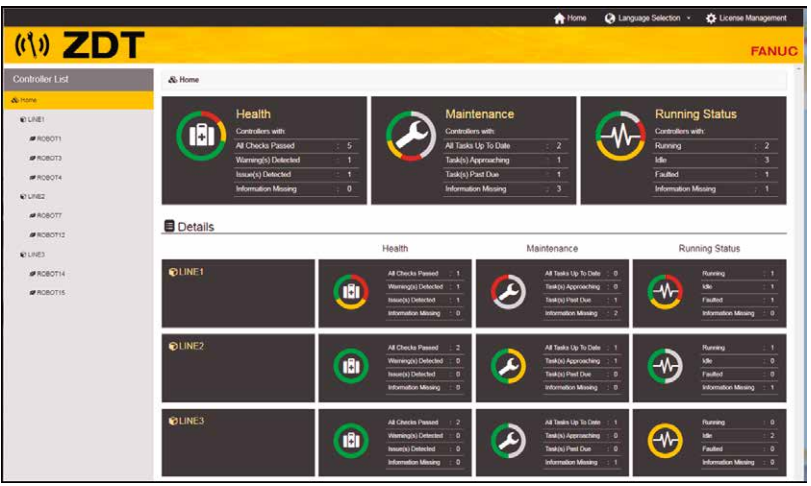 Home Language Selection License Management
ZDT
FANUC
Controller List
Home
Home
LINE1
ROBOT1
ROBOT3
ROBOT4
LINE2
ROBOT7
ROBOT12
LINE3
ROBOT14
ROBOT15
Health
Controllers with:
All Checks Passed : 5
Warning(s) Detected : 1
Issue(s) Detected : 1
Information Missing : 0
Maintenance
Controllers with:
All Tasks Up To Date : 2
Task(s) Approaching : 1
Task(s) Past Due : 1
Information Missing : 3
Running Status
Controllers with:
Running : 2
Idle : 3
Faulted : 1
Information Missing : 1
Details
Health Maintenance Running Status
LINE1
All Checks Passed : 1
Warning(s) Detected : 1
Issue(s) Detected : 1
Information Missing : 0
All Tasks Up To Date : 0
Task(s) Approaching : 0
Task(s) Past Due : 1
Information Missing : 2
Running : 1
Idle : 1
Faulted : 1
Information Missing : 0
LINE2
All Checks Passed : 2
Warning(s) Detected : 0
Issue(s) Detected : 0
Information Missing : 0
All Tasks Up To Date : 1
Task(s) Approaching : 1
Task(s) Past Due : 0
Information Missing : 0
Running : 1
Idle : 0
Faulted : 0
Information Missing : 1
LINE3
All Checks Passed : 2
Warning(s) Detected : 0
Issue(s) Detected : 0
Information Missing : 0
All Tasks Up To Date : 1
Task(s) Approaching : 0
Task(s) Past Due : 0
Information Missing : 1
Running : 0
Idle : 2
Faulted : 0
Information Missing : 0